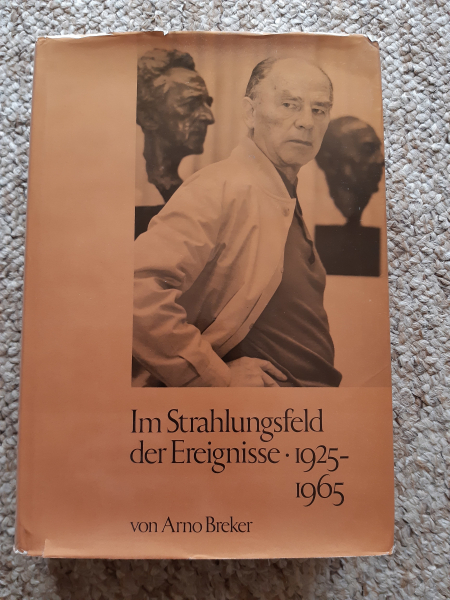 Im Strahlungsfeld
der Ereignisse · 1925-
1965
von Arno Breker